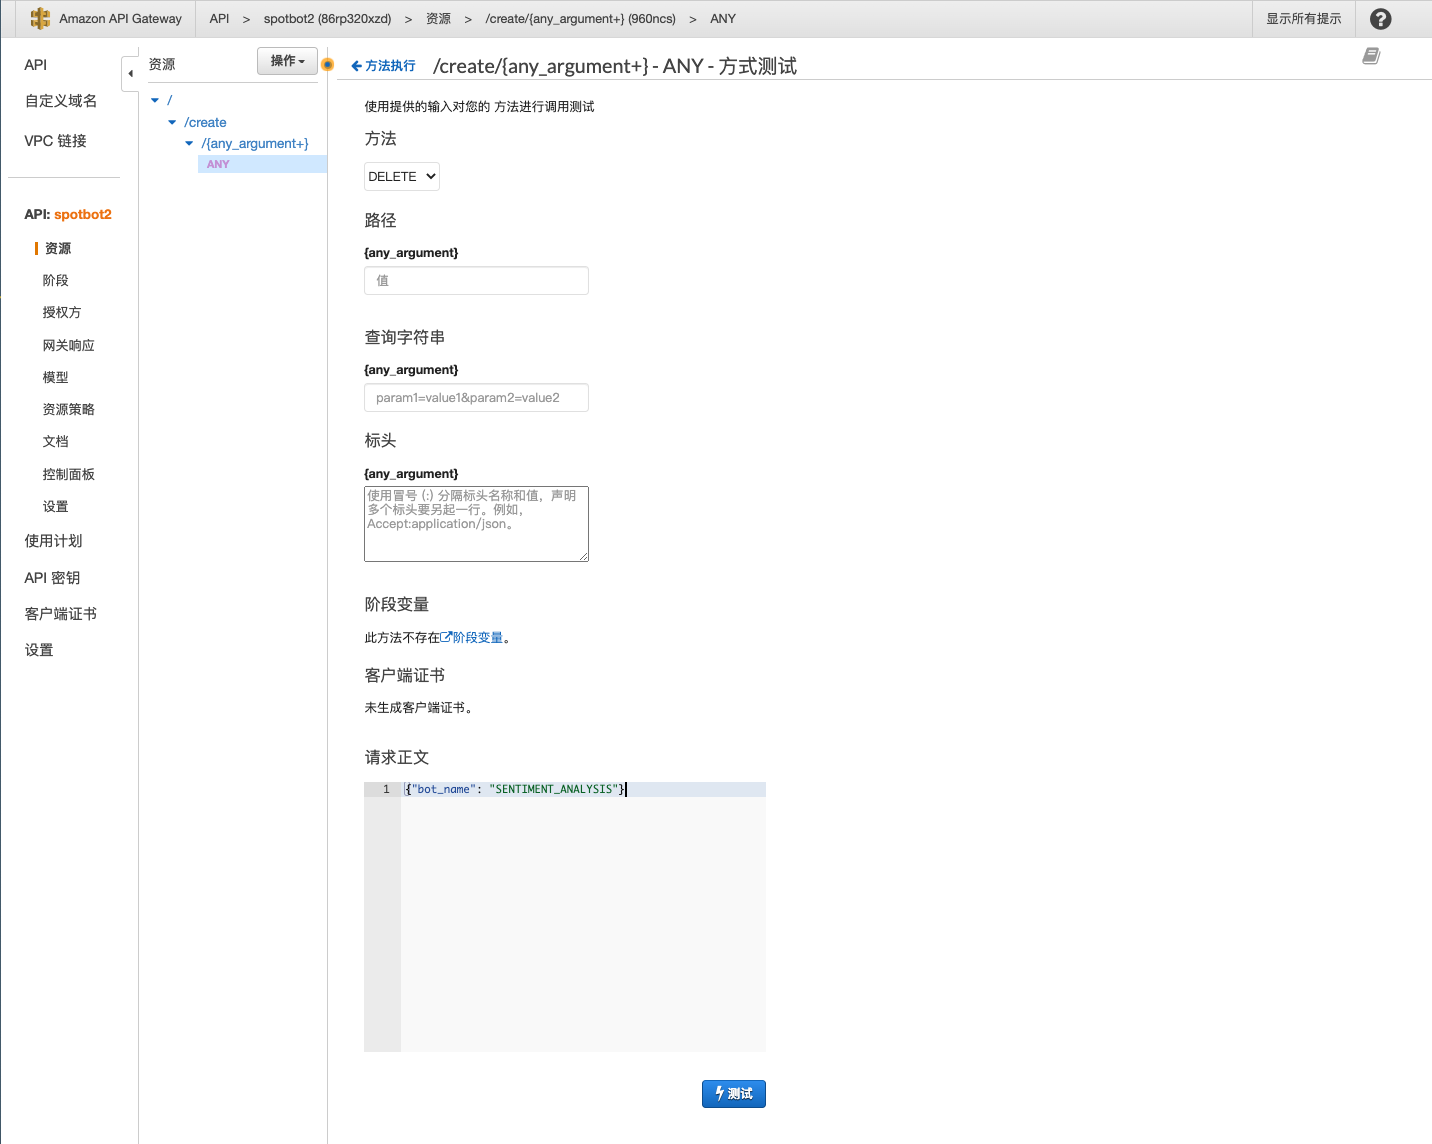 Amazon API Gateway
API > spotbot2 (86rp320xzd) > 资源 > /create/{any_argument+} (960ncs) > ANY
显示所有提示
?
API
自定义域名
VPC 链接
API: spotbot2
资源
阶段
授权方
网关响应
模型
资源策略
文档
控制面板
设置
使用计划
API 密钥
客户端证书
设置
资源
操作
/
/create
/{any_argument+}
ANY
方法执行
/create/{any_argument+} - ANY - 方式测试
使用提供的输入对您的 方法进行调用测试
方法
DELETE
路径
{any_argument}
值
查询字符串
{any_argument}
param1=value1&param2=value2
标头
{any_argument}
使用冒号 (:) 分隔标头名称和值，声明
多个标头要另起一行。例如，
Accept:application/json。
阶段变量
此方法不存在阶段变量。
客户端证书
未生成客户端证书。
请求正文
1 {"bot_name": "SENTIMENT_ANALYSIS"}
测试